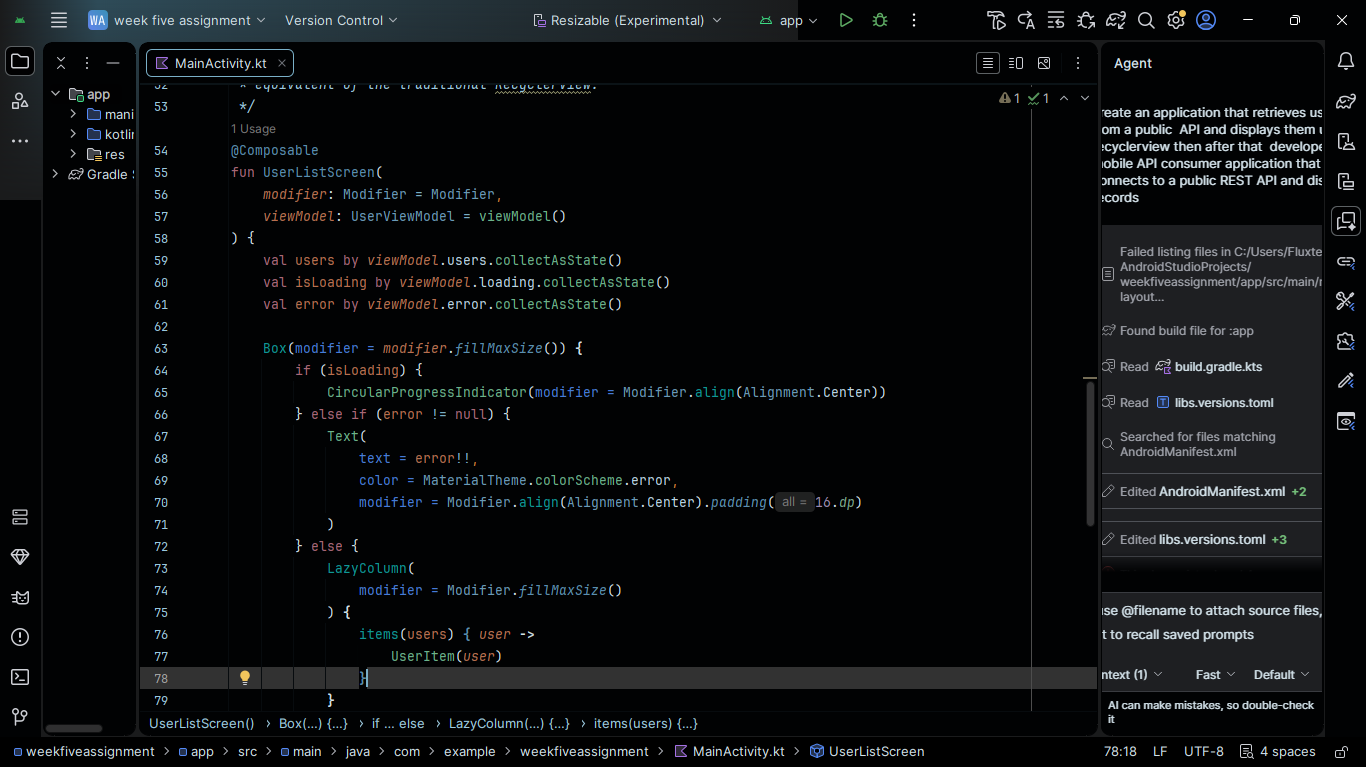 WA week five assignment Version Control Resizable (Experimental) app
MainActivity.kt
Agent
app
mani
kotlin
res
Gradle
1 1
52 * equivalent of the traditional RecyclerView.
53 */
1 Usage
54 @Composable
55 fun UserListScreen(
56 modifier: Modifier = Modifier,
57 viewModel: UserViewModel = viewModel()
58 ) {
59 val users by viewModel.users.collectAsState()
60 val isLoading by viewModel.loading.collectAsState()
61 val error by viewModel.error.collectAsState()
62
63 Box(modifier = modifier.fillMaxSize()) {
64 if (isLoading) {
65 CircularProgressIndicator(modifier = Modifier.align(Alignment.Center))
66 } else if (error != null) {
67 Text(
68 text = error!!,
69 color = MaterialTheme.colorScheme.error,
70 modifier = Modifier.align(Alignment.Center).padding( all = 16.dp)
71 )
72 } else {
73 LazyColumn(
74 modifier = Modifier.fillMaxSize()
75 ) {
76 items(users) { user ->
77 UserItem(user)
78 }
79 }
UserListScreen() › Box(...) {...} › if ... else › LazyColumn(...) {...} › items(users) {...}
reate an application that retrieves us
om a public API and displays them u
ecyclerview then after that develope
mobile API consumer application that
onnects to a public REST API and dis
ecords
Failed listing files in C:/Users/Fluxte
AndroidStudioProjects/
weekfiveassignment/app/src/main/r
layout...
Found build file for :app
Read build.gradle.kts
Read T libs.versions.toml
Searched for files matching
AndroidManifest.xml
Edited AndroidManifest.xml +2
Edited libs.versions.toml +3
use @filename to attach source files,
t to recall saved prompts
ntext (1) Fast Default
AI can make mistakes, so double-check
it
weekfiveassignment › app › src › main › java › com › example › weekfiveassignment › MainActivity.kt › UserListScreen 78:18 LF UTF-8 4 spaces